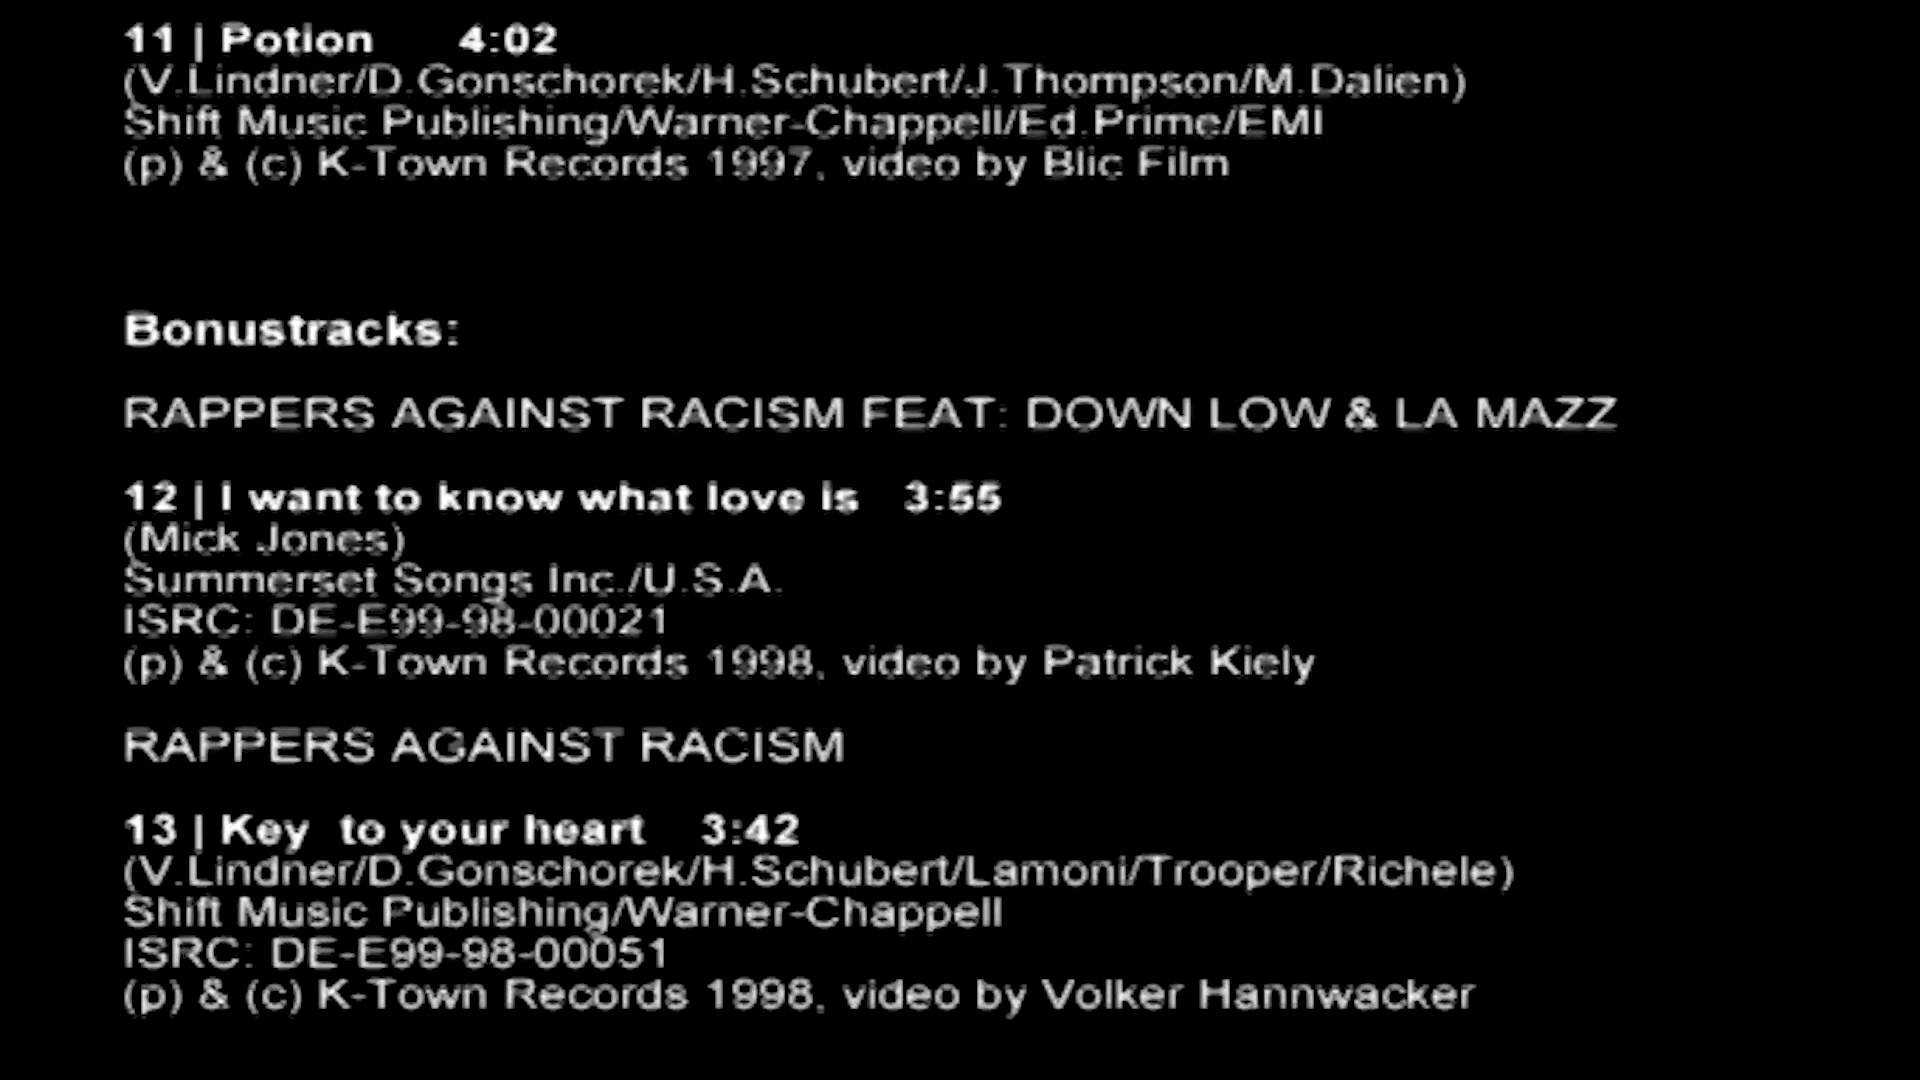 11 | Potion 4:02
(V.Lindner/D.Gonschorek/H.Schubert/J.Thompson/M.Dalien)
Shift Music Publishing/Warner-Chappell/Ed.Prime/EMI
(p) & (c) K-Town Records 1997, video by Blic Film
Bonustracks:
RAPPERS AGAINST RACISM FEAT: DOWN LOW & LA MAZZ
12 | I want to know what love is 3:55
(Mick Jones)
Summerset Songs Inc./U.S.A.
ISRC: DE-E99-98-00021
(p) & (c) K-Town Records 1998, video by Patrick Kiely
RAPPERS AGAINST RACISM
13 | Key to your heart 3:42
(V.Lindner/D.Gonschorek/H.Schubert/Lamoni/Trooper/Richele)
Shift Music Publishing/Warner-Chappell
ISRC: DE-E99-98-00051
(p) & (c) K-Town Records 1998, video by Volker Hannwacker